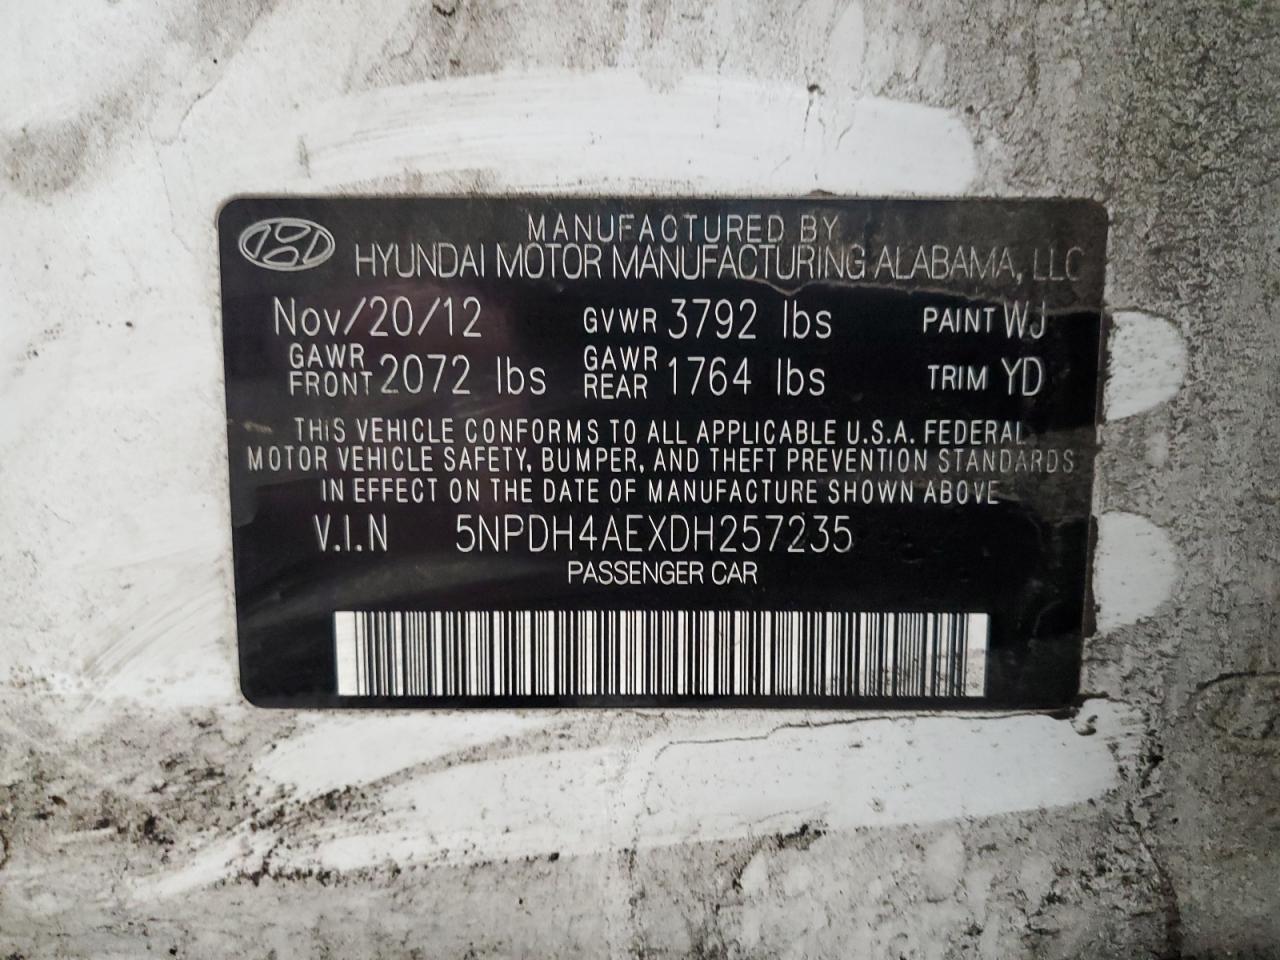 MANUFACTURED BY
HYUNDAI MOTOR MANUFACTURING ALABAMA, LLC
Nov/20/12 GVWR 3792 lbs PAINT WJ
GAWR FRONT 2072 lbs GAWR REAR 1764 lbs TRIM YD
THIS VEHICLE CONFORMS TO ALL APPLICABLE U.S.A. FEDERAL
MOTOR VEHICLE SAFETY, BUMPER, AND THEFT PREVENTION STANDARDS
IN EFFECT ON THE DATE OF MANUFACTURE SHOWN ABOVE
V.I.N 5NPDH4AEXDH257235
PASSENGER CAR